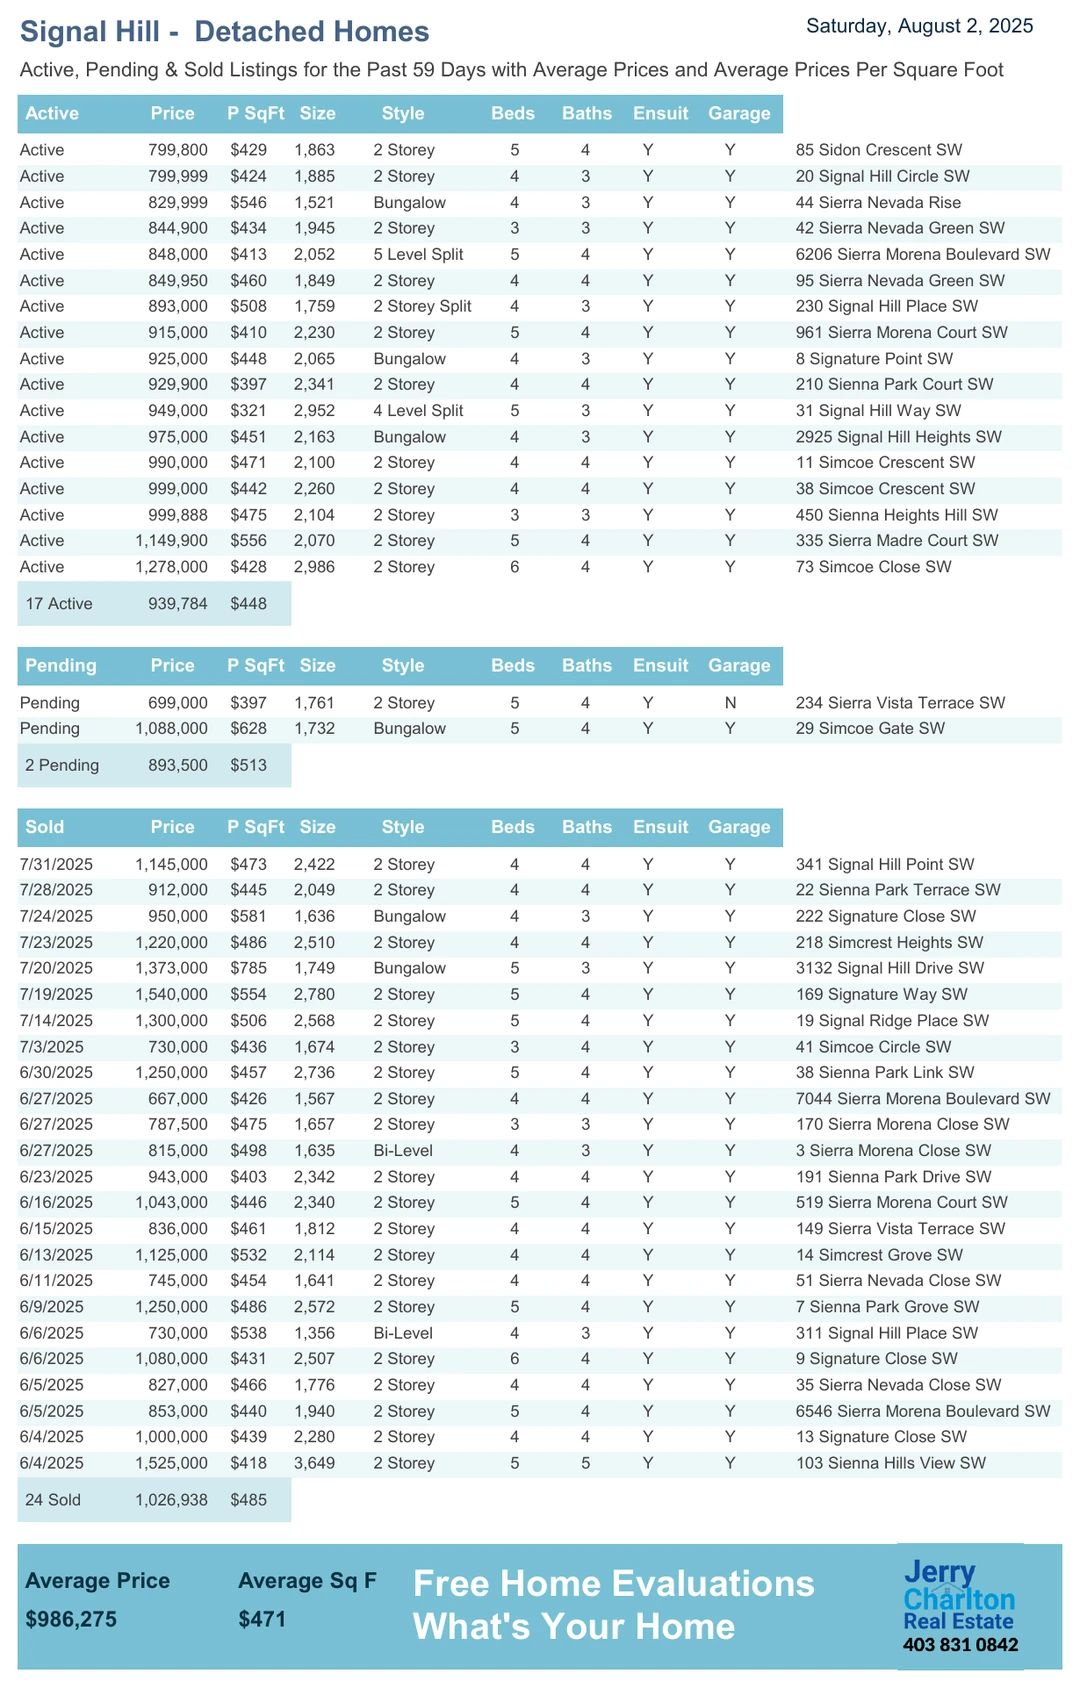 Signal Hill - Detached Homes
Saturday, August 2, 2025
Active, Pending & Sold Listings for the Past 59 Days with Average Prices and Average Prices Per Square Foot
Active Price P SqFt Size Style Beds Baths Ensuit Garage
Active 799,800 $429 1,863 2 Storey 5 4 Y Y 85 Sidon Crescent SW
Active 799,999 $424 1,885 2 Storey 4 3 Y Y 20 Signal Hill Circle SW
Active 829,999 $546 1,521 Bungalow 4 3 Y Y 44 Sierra Nevada Rise
Active 844,900 $434 1,945 2 Storey 3 3 Y Y 42 Sierra Nevada Green SW
Active 848,000 $413 2,052 5 Level Split 5 4 Y Y 6206 Sierra Morena Boulevard SW
Active 849,950 $460 1,849 2 Storey 4 4 Y Y 95 Sierra Nevada Green SW
Active 893,000 $508 1,759 2 Storey Split 4 3 Y Y 230 Signal Hill Place SW
Active 915,000 $410 2,230 2 Storey 5 4 Y Y 961 Sierra Morena Court SW
Active 925,000 $448 2,065 Bungalow 4 3 Y Y 8 Signature Point SW
Active 929,900 $397 2,341 2 Storey 4 4 Y Y 210 Sienna Park Court SW
Active 949,000 $321 2,952 4 Level Split 5 3 Y Y 31 Signal Hill Way SW
Active 975,000 $451 2,163 Bungalow 4 3 Y Y 2925 Signal Hill Heights SW
Active 990,000 $471 2,100 2 Storey 4 4 Y Y 11 Simcoe Crescent SW
Active 999,000 $442 2,260 2 Storey 4 4 Y Y 38 Simcoe Crescent SW
Active 999,888 $475 2,104 2 Storey 3 3 Y Y 450 Sienna Heights Hill SW
Active 1,149,900 $556 2,070 2 Storey 5 4 Y Y 335 Sierra Madre Court SW
Active 1,278,000 $428 2,986 2 Storey 6 4 Y Y 73 Simcoe Close SW
17 Active 939,784 $448
Pending Price P SqFt Size Style Beds Baths Ensuit Garage
Pending 699,000 $397 1,761 2 Storey 5 4 Y N 234 Sierra Vista Terrace SW
Pending 1,088,000 $628 1,732 Bungalow 5 4 Y Y 29 Simcoe Gate SW
2 Pending 893,500 $513
Sold Price P SqFt Size Style Beds Baths Ensuit Garage
7/31/2025 1,145,000 $473 2,422 2 Storey 4 4 Y Y 341 Signal Hill Point SW
7/28/2025 912,000 $445 2,049 2 Storey 4 4 Y Y 22 Sienna Park Terrace SW
7/24/2025 950,000 $581 1,636 Bungalow 4 3 Y Y 222 Signature Close SW
7/23/2025 1,220,000 $486 2,510 2 Storey 4 4 Y Y 218 Simcrest Heights SW
7/20/2025 1,373,000 $785 1,749 Bungalow 5 3 Y Y 3132 Signal Hill Drive SW
7/19/2025 1,540,000 $554 2,780 2 Storey 5 4 Y Y 169 Signature Way SW
7/14/2025 1,300,000 $506 2,568 2 Storey 5 4 Y Y 19 Signal Ridge Place SW
7/3/2025 730,000 $436 1,674 2 Storey 3 4 Y Y 41 Simcoe Circle SW
6/30/2025 1,250,000 $457 2,736 2 Storey 5 4 Y Y 38 Sienna Park Link SW
6/27/2025 667,000 $426 1,567 2 Storey 4 4 Y Y 7044 Sierra Morena Boulevard SW
6/27/2025 787,500 $475 1,657 2 Storey 3 3 Y Y 170 Sierra Morena Close SW
6/27/2025 815,000 $498 1,635 Bi-Level 4 3 Y Y 3 Sierra Morena Close SW
6/23/2025 943,000 $403 2,342 2 Storey 4 4 Y Y 191 Sienna Park Drive SW
6/16/2025 1,043,000 $446 2,340 2 Storey 5 4 Y Y 519 Sierra Morena Court SW
6/15/2025 836,000 $461 1,812 2 Storey 4 4 Y Y 149 Sierra Vista Terrace SW
6/13/2025 1,125,000 $532 2,114 2 Storey 4 4 Y Y 14 Simcrest Grove SW
6/11/2025 745,000 $454 1,641 2 Storey 4 4 Y Y 51 Sierra Nevada Close SW
6/9/2025 1,250,000 $486 2,572 2 Storey 5 4 Y Y 7 Sienna Park Grove SW
6/6/2025 730,000 $538 1,356 Bi-Level 4 3 Y Y 311 Signal Hill Place SW
6/6/2025 1,080,000 $431 2,507 2 Storey 6 4 Y Y 9 Signature Close SW
6/5/2025 827,000 $466 1,776 2 Storey 4 4 Y Y 35 Sierra Nevada Close SW
6/5/2025 853,000 $440 1,940 2 Storey 5 4 Y Y 6546 Sierra Morena Boulevard SW
6/4/2025 1,000,000 $439 2,280 2 Storey 4 4 Y Y 13 Signature Close SW
6/4/2025 1,525,000 $418 3,649 2 Storey 5 5 Y Y 103 Sienna Hills View SW
24 Sold 1,026,938 $485
Average Price Average Sq F
$986,275 $471
Free Home Evaluations
What's Your Home
Jerry
Charlton
Real Estate
403 831 0842